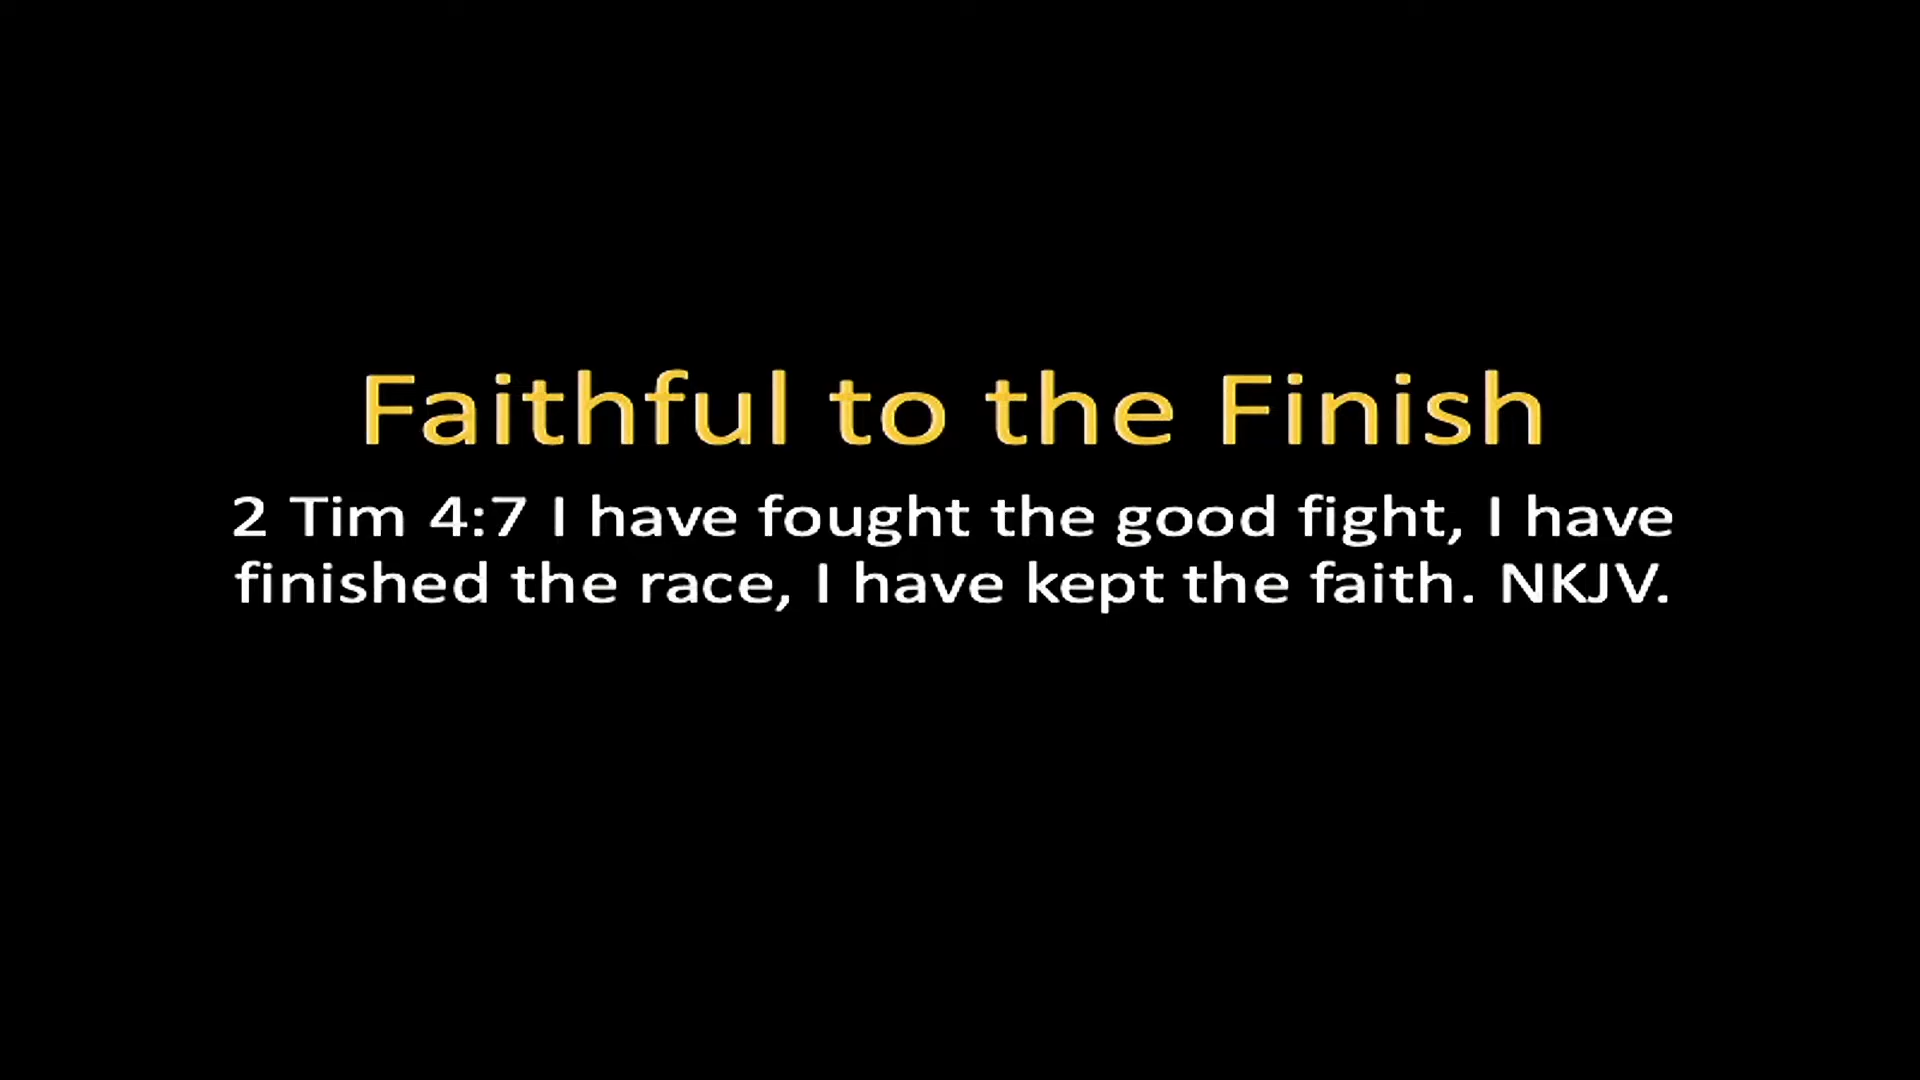 Faithful to the Finish
2 Tim 4:7 I have fought the good fight, I have
finished the race, I have kept the faith. NKJV.